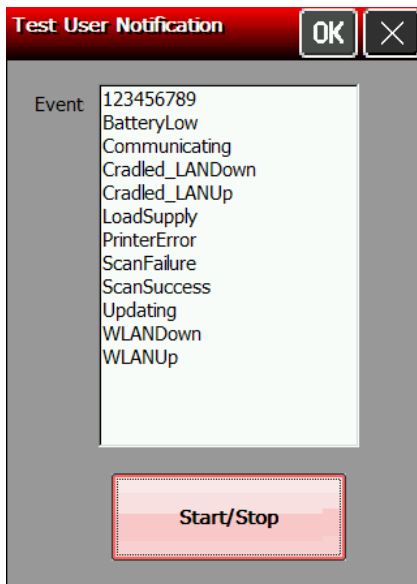 Test User Notification OK
Event
123456789
BatteryLow
Communicating
Cradled_LANDown
Cradled_LANUp
LoadSupply
PrinterError
ScanFailure
ScanSuccess
Updating
WLANDown
WLANUp
Start/Stop